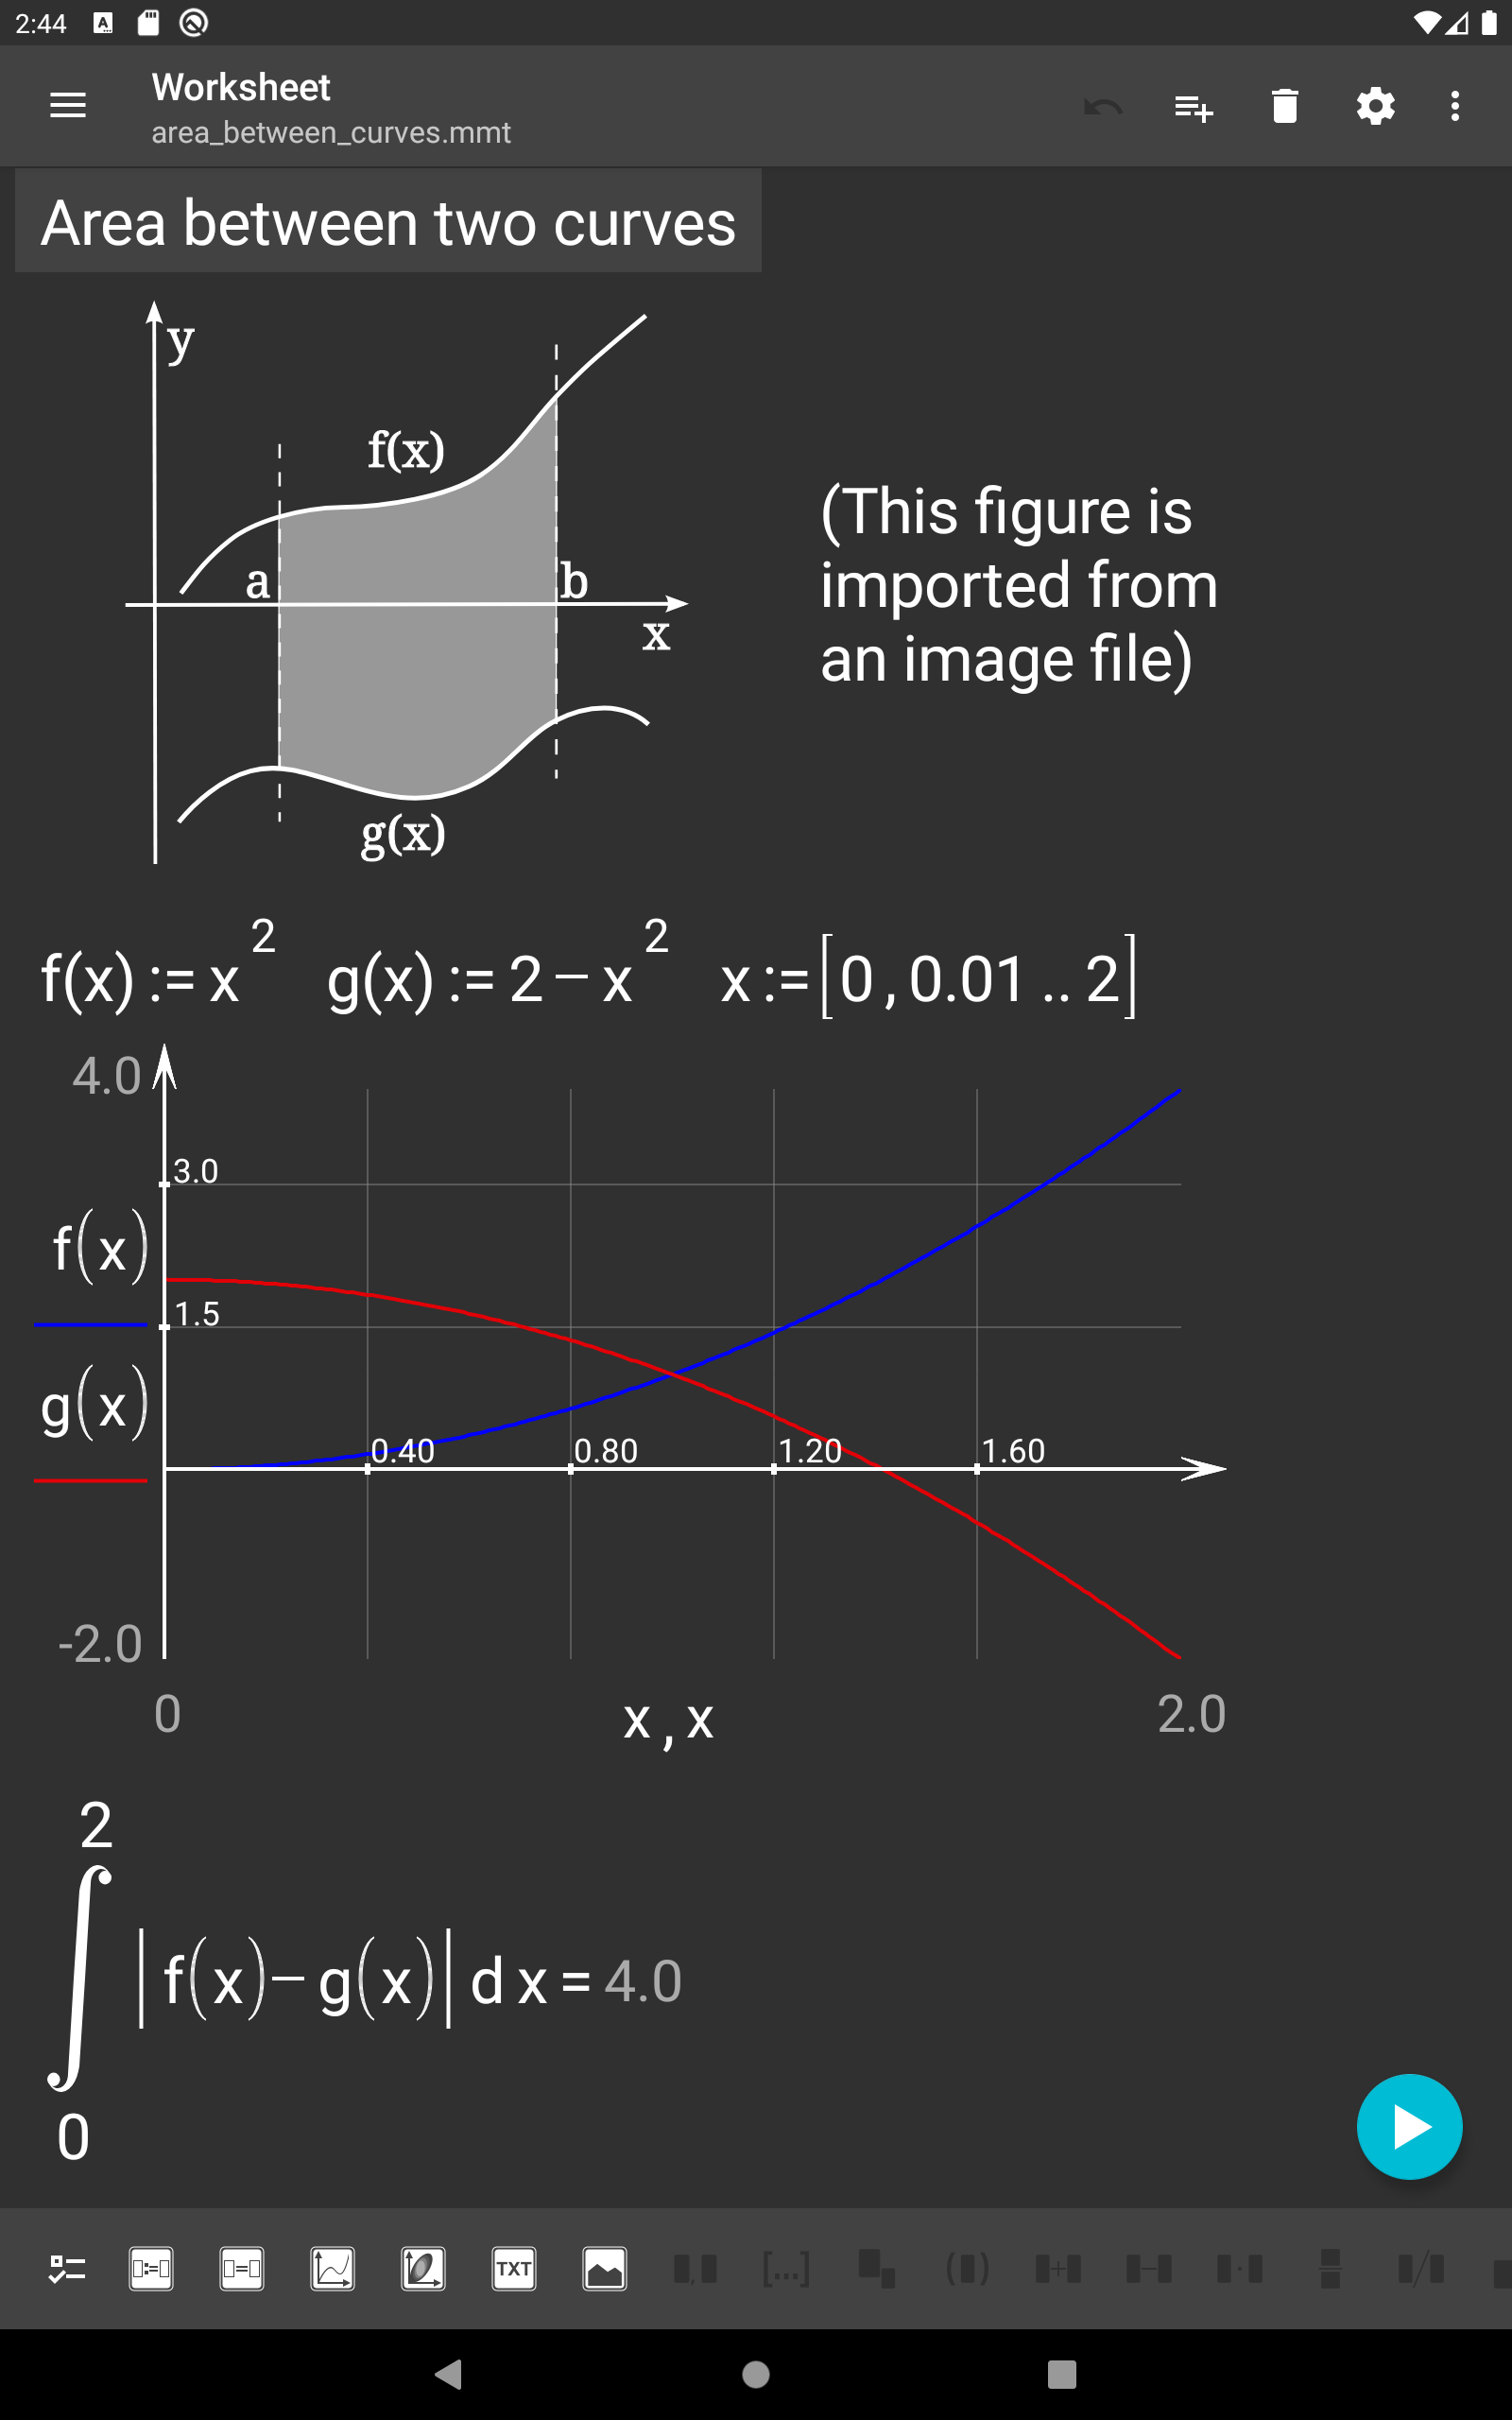 2:44
Worksheet
area_between_curves.mmt
Area between two curves
y
f(x)
a
b
x
g(x)
(This figure is
imported from
an image file)
f(x) := x² g(x) := 2 − x² x := [0 , 0.01 .. 2]
4.0
3.0
f(x)
1.5
g(x)
0.40 0.80 1.20 1.60
-2.0
0 x , x 2.0
2
∫ | f(x) − g(x) | d x = 4.0
0
TXT